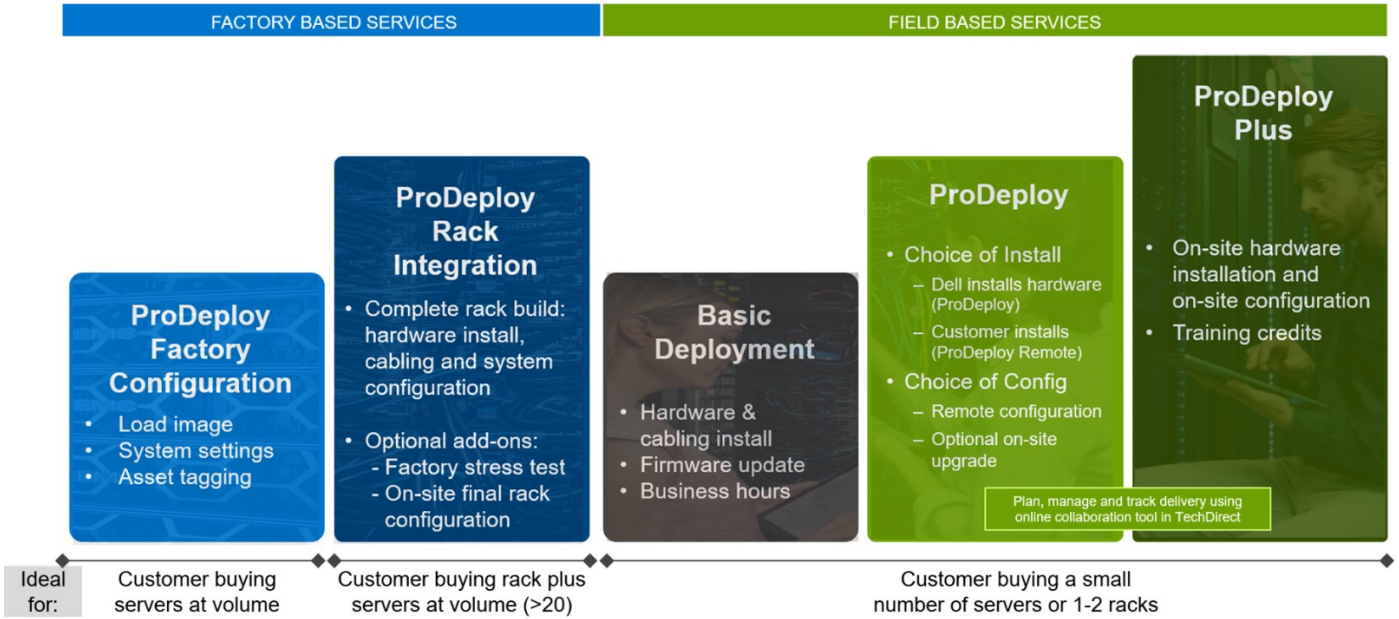 FACTORY BASED SERVICES
FIELD BASED SERVICES
ProDeploy
Factory
Configuration
• Load image
• System settings
• Asset tagging
ProDeploy
Rack
Integration
• Complete rack build:
hardware install,
cabling and system
configuration
• Optional add-ons:
- Factory stress test
- On-site final rack
configuration
Basic
Deployment
• Hardware &
cabling install
• Firmware update
• Business hours
ProDeploy
• Choice of Install
– Dell installs hardware
(ProDeploy)
– Customer installs
(ProDeploy Remote)
• Choice of Config
– Remote configuration
– Optional on-site
upgrade
ProDeploy
Plus
• On-site hardware
installation and
on-site configuration
• Training credits
Plan, manage and track delivery using
online collaboration tool in TechDirect
Ideal
for:
Customer buying
servers at volume
Customer buying rack plus
servers at volume (>20)
Customer buying a small
number of servers or 1-2 racks